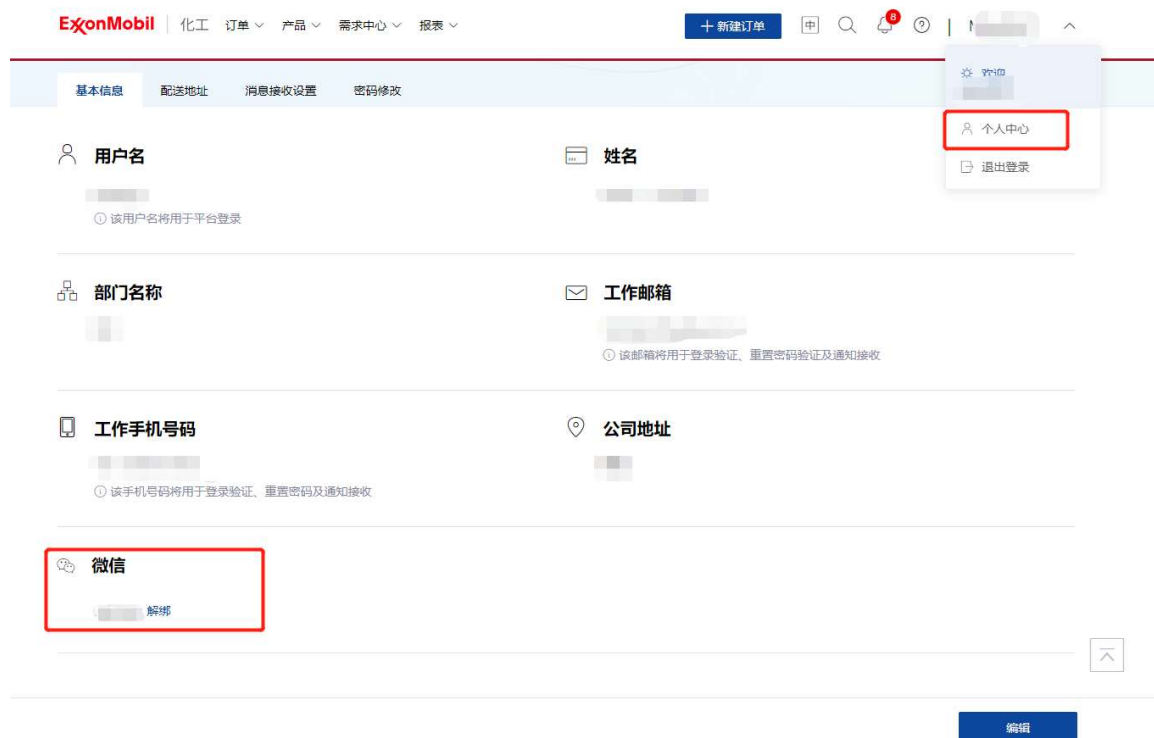 ExxonMobil 化工 订单 产品 需求中心 报表 ＋新建订单 中 8
基本信息 配送地址 消息接收设置 密码修改
欢迎
个人中心
退出登录
用户名 姓名
该用户名将用于平台登录
部门名称 工作邮箱
该邮箱将用于登录验证、重置密码验证及通知接收
工作手机号码 公司地址
该手机号码将用于登录验证、重置密码及通知接收
微信
解绑
编辑